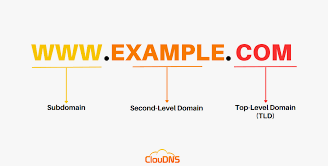 WWW.EXAMPLE.COM
Subdomain
Second-Level Domain
Top-Level Domain
(TLD)
ClouDNS